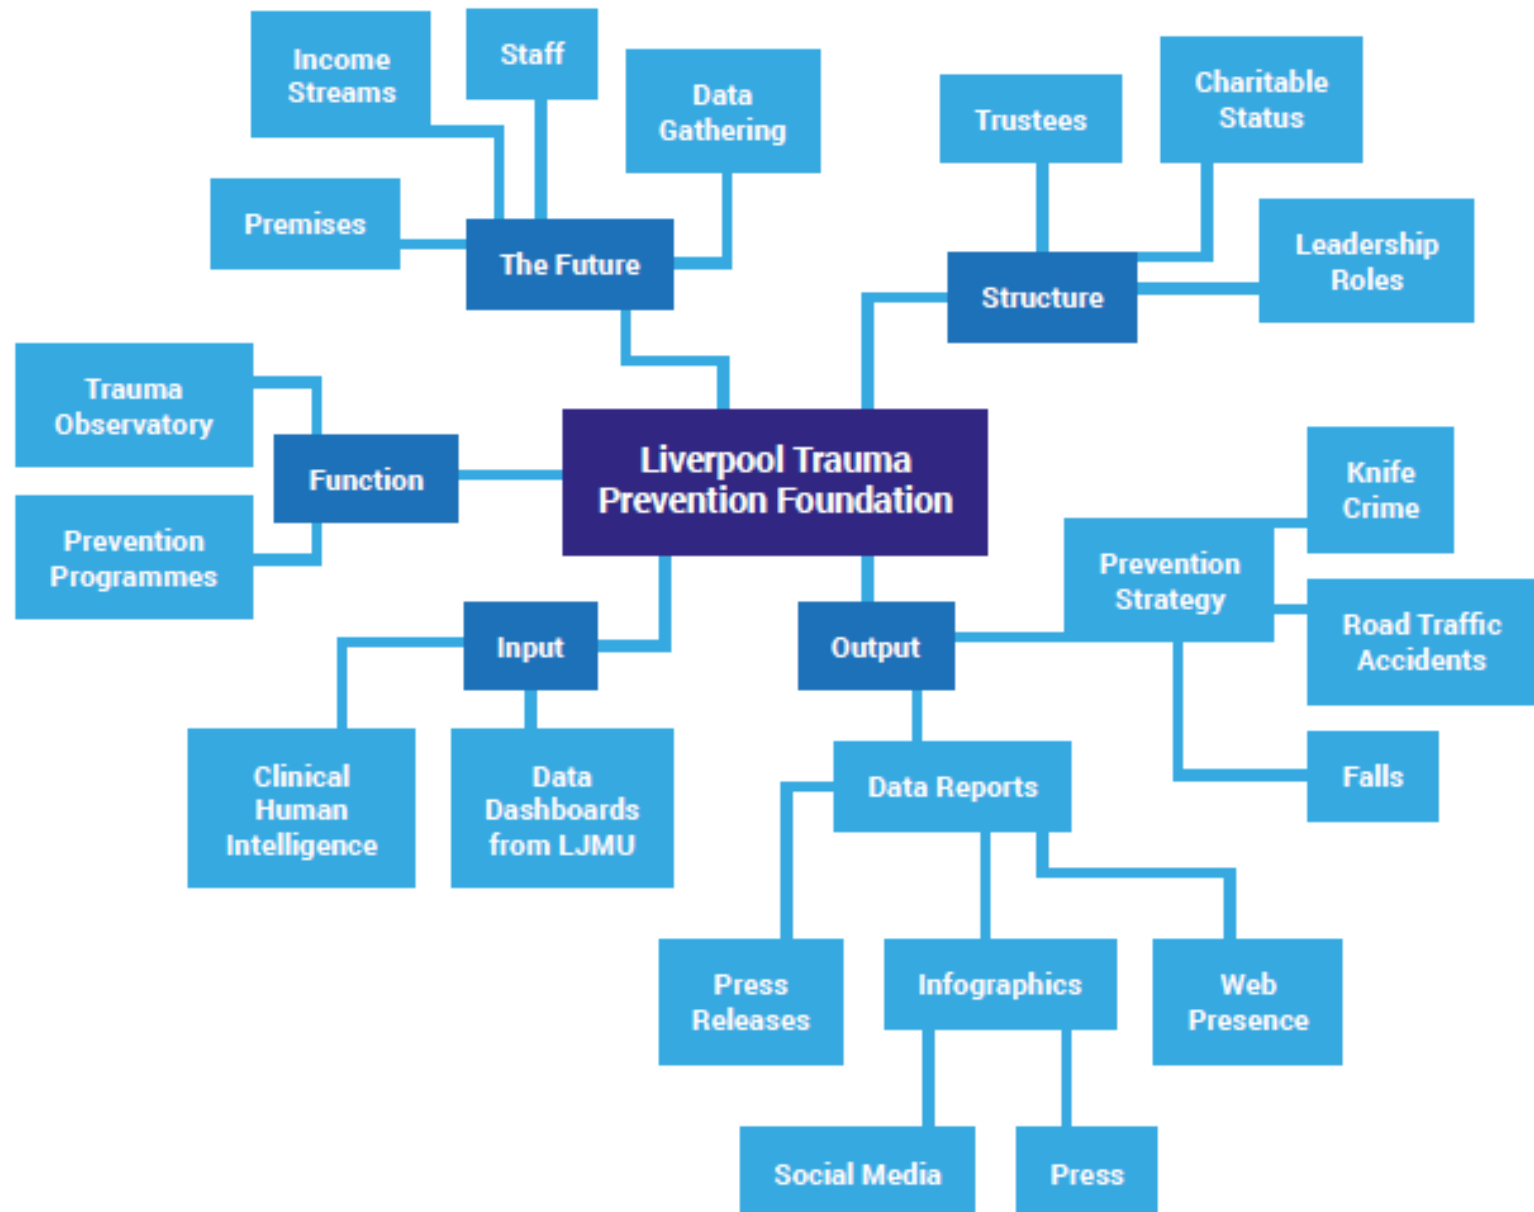 Income
Streams
Staff
Data
Gathering
Trustees
Charitable
Status
Premises
The Future
Structure
Leadership
Roles
Trauma
Observatory
Function
Prevention
Programmes
Liverpool Trauma
Prevention Foundation
Knife
Crime
Prevention
Strategy
Road Traffic
Accidents
Falls
Input
Output
Clinical
Human
Intelligence
Data
Dashboards
from LJMU
Data Reports
Press
Releases
Infographics
Web
Presence
Social Media
Press